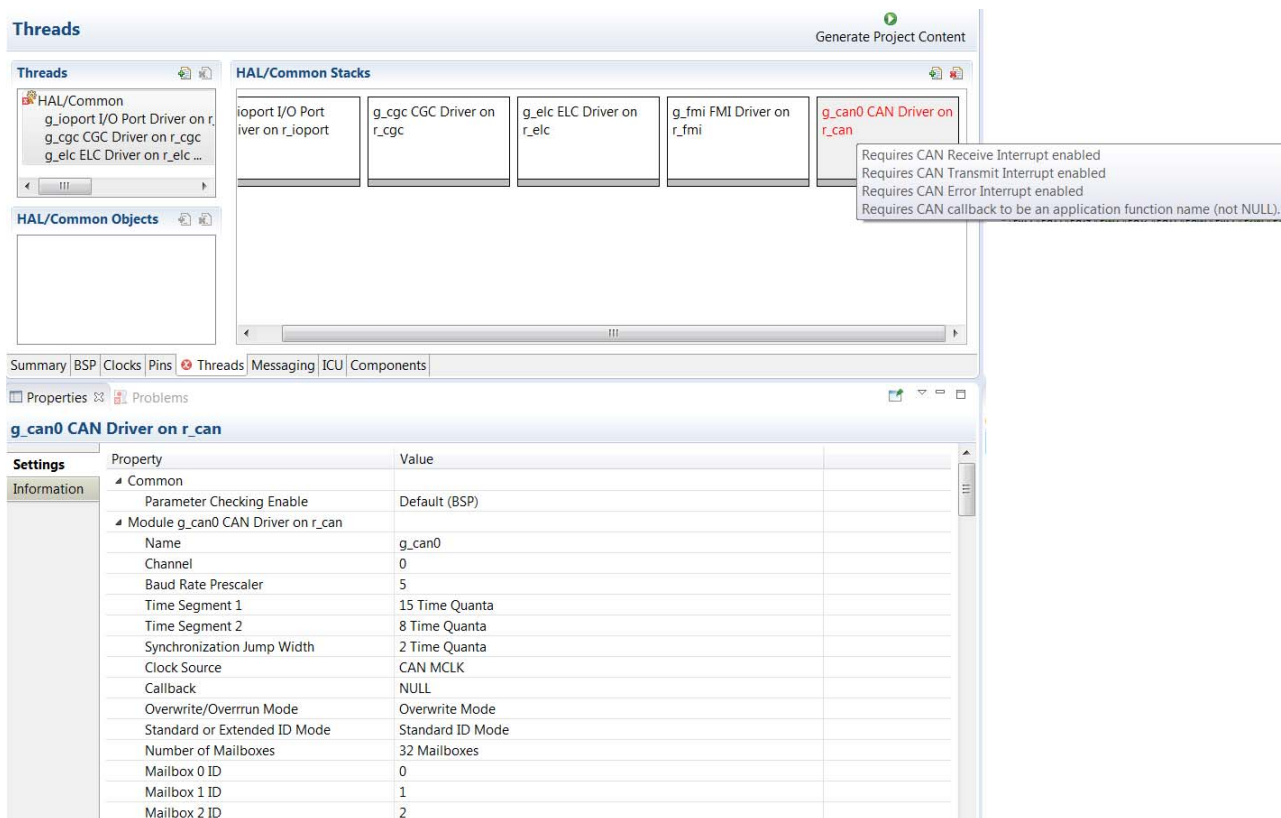 Threads
Generate Project Content
Threads
HAL/Common
g_ioport I/O Port Driver on r_
g_cgc CGC Driver on r_cgc
g_elc ELC Driver on r_elc ...
HAL/Common Objects
HAL/Common Stacks
ioport I/O Port
iver on r_ioport
g_cgc CGC Driver on
r_cgc
g_elc ELC Driver on
r_elc
g_fmi FMI Driver on
r_fmi
g_can0 CAN Driver on
r_can
Requires CAN Receive Interrupt enabled
Requires CAN Transmit Interrupt enabled
Requires CAN Error Interrupt enabled
Requires CAN callback to be an application function name (not NULL).
Summary BSP Clocks Pins Threads Messaging ICU Components
Properties Problems
g_can0 CAN Driver on r_can
Settings
Information
Property Value
Common
Parameter Checking Enable Default (BSP)
Module g_can0 CAN Driver on r_can
Name g_can0
Channel 0
Baud Rate Prescaler 5
Time Segment 1 15 Time Quanta
Time Segment 2 8 Time Quanta
Synchronization Jump Width 2 Time Quanta
Clock Source CAN MCLK
Callback NULL
Overwrite/Overrrun Mode Overwrite Mode
Standard or Extended ID Mode Standard ID Mode
Number of Mailboxes 32 Mailboxes
Mailbox 0 ID 0
Mailbox 1 ID 1
Mailbox 2 ID 2